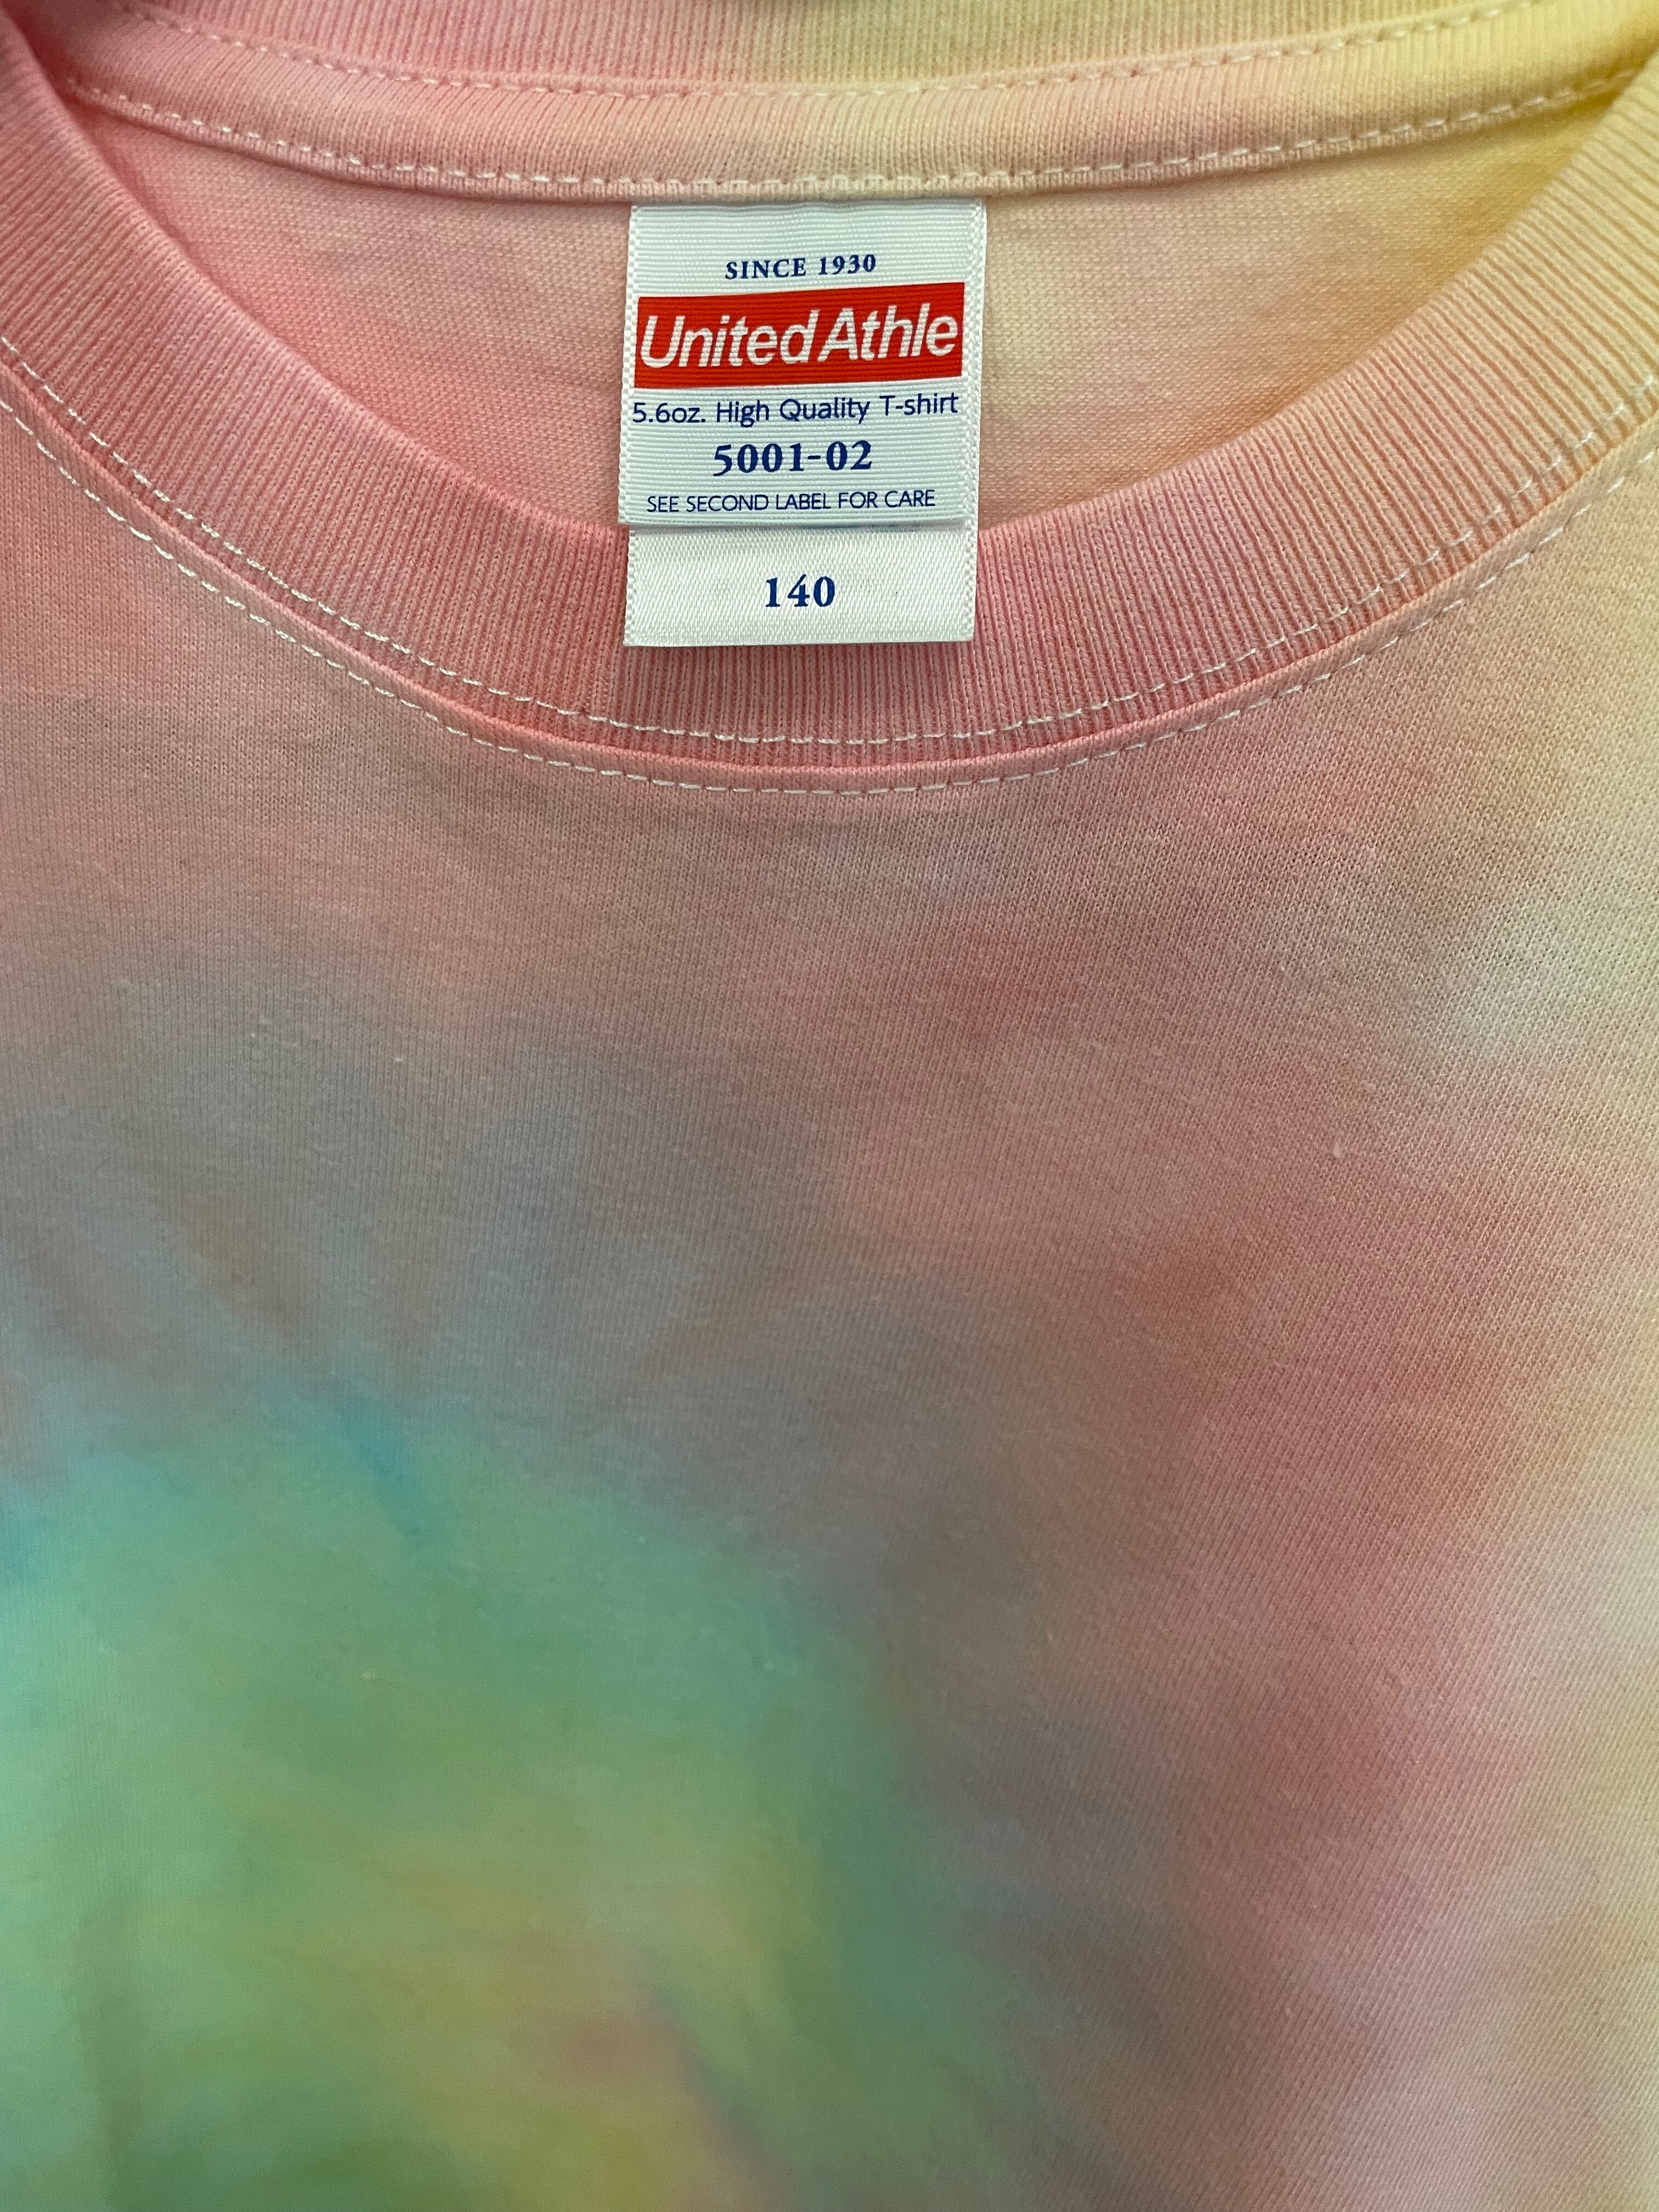 SINCE 1930
United Athle
5.6oz. High Quality T-shirt
5001-02
SEE SECOND LABEL FOR CARE
140